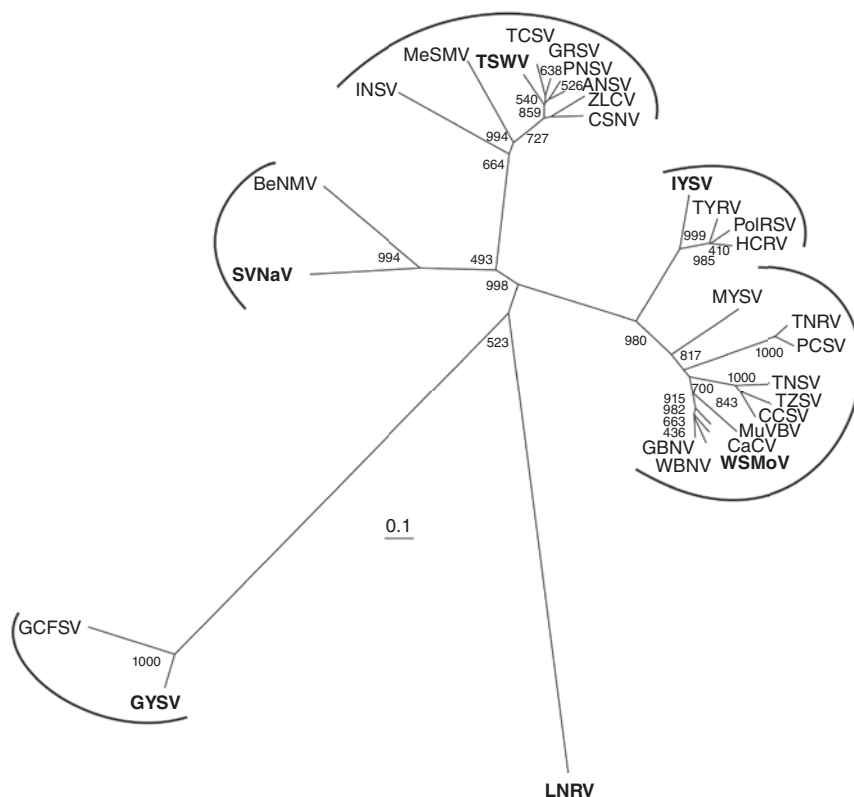 TCSV
GRSV
MeSMV
TSWV
638
PNSV
526
ANSV
INSV
540
ZLCV
859
CSNV
994
727
664
BeNMV
IYSV
TYRV
PolRSV
999
410
HCRV
985
994
493
SVNaV
998
MYSV
TNRV
980
817
1000
PCSV
523
700
1000
TNSV
915
843
TZSV
982
CCSV
663
MuVBV
436
GBNV
CaCV
WBNV
WSMoV
0.1
GCFSV
1000
GYSV
LNRV